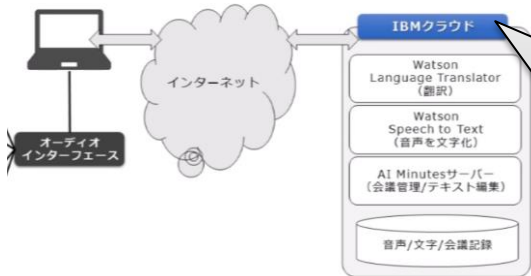 IBMクラウド
Watson
Language Translator
(翻訳)
インターネット
Watson
Speech to Text
(音声を文字化)
オーディオ
インターフェース
AI Minutesサーバー
(会議管理/テキスト編集)
音声/文字/会議記録